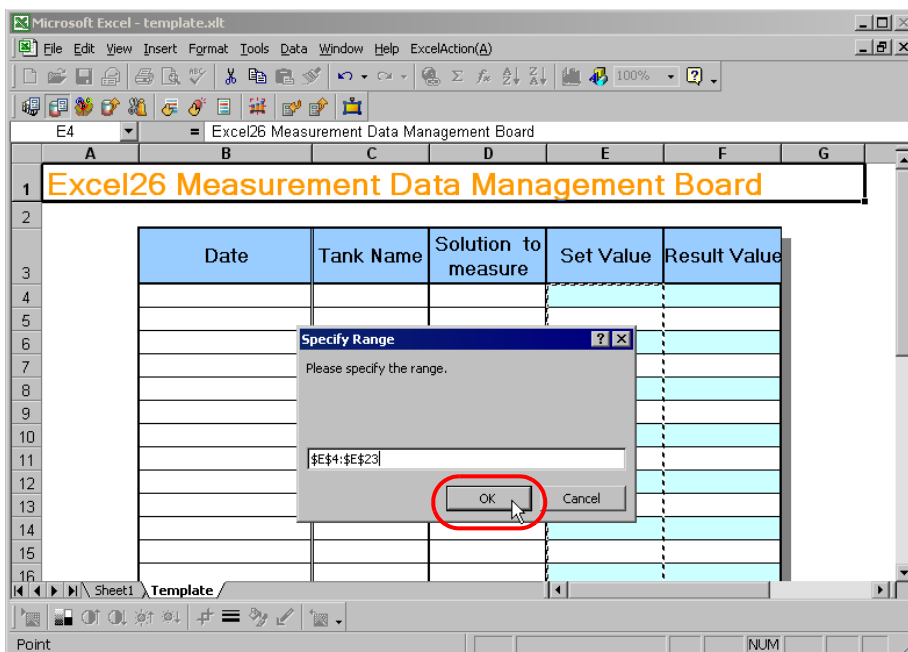 Microsoft Excel - template.xlt
File Edit View Insert Format Tools Data Window Help ExcelAction(A)
100%
E4 = Excel26 Measurement Data Management Board
A B C D E F G
1 Excel26 Measurement Data Management Board
2
3 Date Tank Name Solution to measure Set Value Result Value
4
5
6
7
8
9
10
11
12
13
14
15
16
Specify Range
Please specify the range.
$E$4:$E$23
OK Cancel
Sheet1 Template
Point NUM